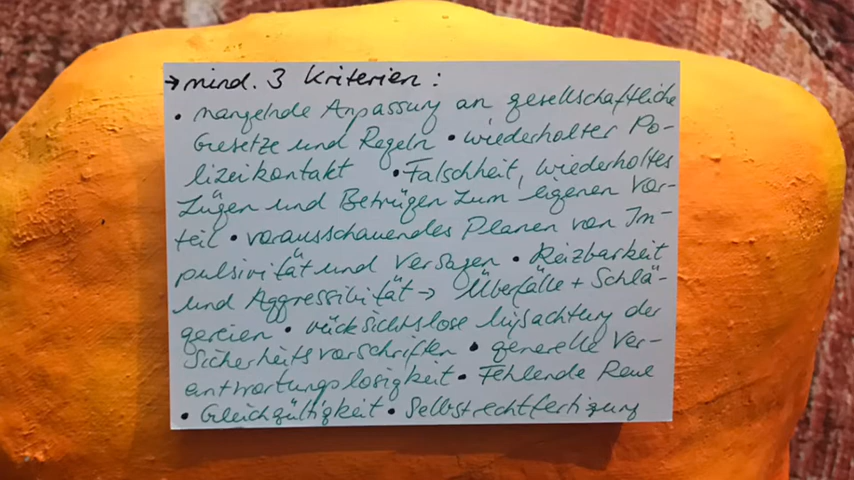 → mind. 3 Kriterien:
• mangelnde Anpassung an gesellschaftliche
Gesetze und Regeln • wiederholter Po-
lizeikontakt • Falschheit, wiederholtes
Lügen und Betrügen zum eigenen Vor-
teil • vorausschauendes Planen von Im-
pulsivität und Versagen • Reizbarkeit
und Aggressibilität → Überfälle + Schlä-
gereien • rücksichtslose Mißachtung der
Sicherheitsvorschriften • generelle Ver-
antwortungslosigkeit • Fehlende Reue
• Gleichgültigkeit • Selbstrechtfertigung